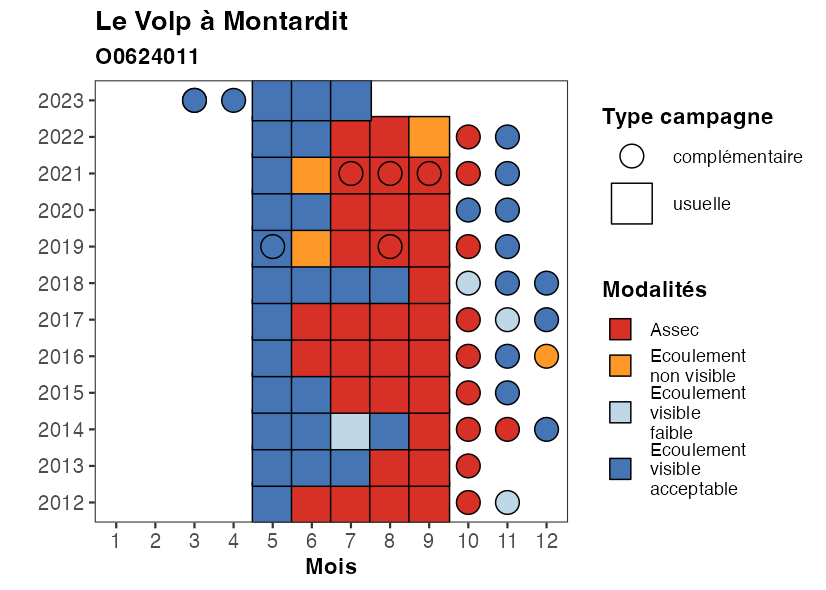 Le Volp à Montardit
O0624011
2023
2022
2021
2020
2019
2018
2017
2016
2015
2014
2013
2012
1 2 3 4 5 6 7 8 9 10 11 12
Mois
Type campagne
complémentaire
usuelle
Modalités
Assec
Ecoulement
non visible
Ecoulement
visible
faible
Ecoulement
visible
acceptable